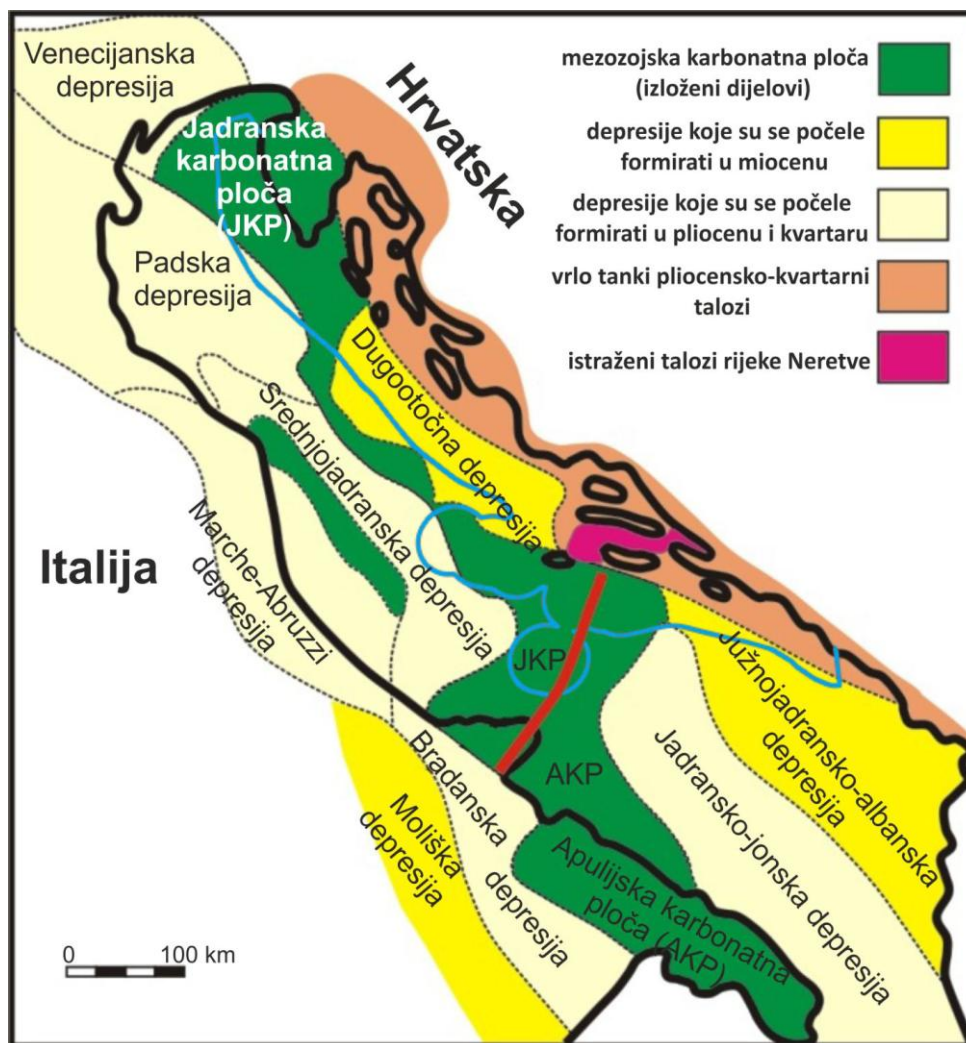 Venecijanska
depresija
Jadranska
karbonatna
ploča
(JKP)
Hrvatska
mezozojska karbonatna ploča
(izloženi dijelovi)
depresije koje su se počele
formirati u miocenu
depresije koje su se počele
formirati u pliocenu i kvartaru
vrlo tanki pliocensko-kvartarni
talozi
istraženi talozi rijeke Neretve
Padska
depresija
Dugootočna depresija
Srednjojadranska depresija
Marche-Abruzzi
depresija
Italija
JKP
AKP
Južnojadransko-albanska
depresija
Jadransko-jonska depresija
Bradanska
depresija
Moliška
depresija
Apulijska karbonatna
ploča (AKP)
0 100 km